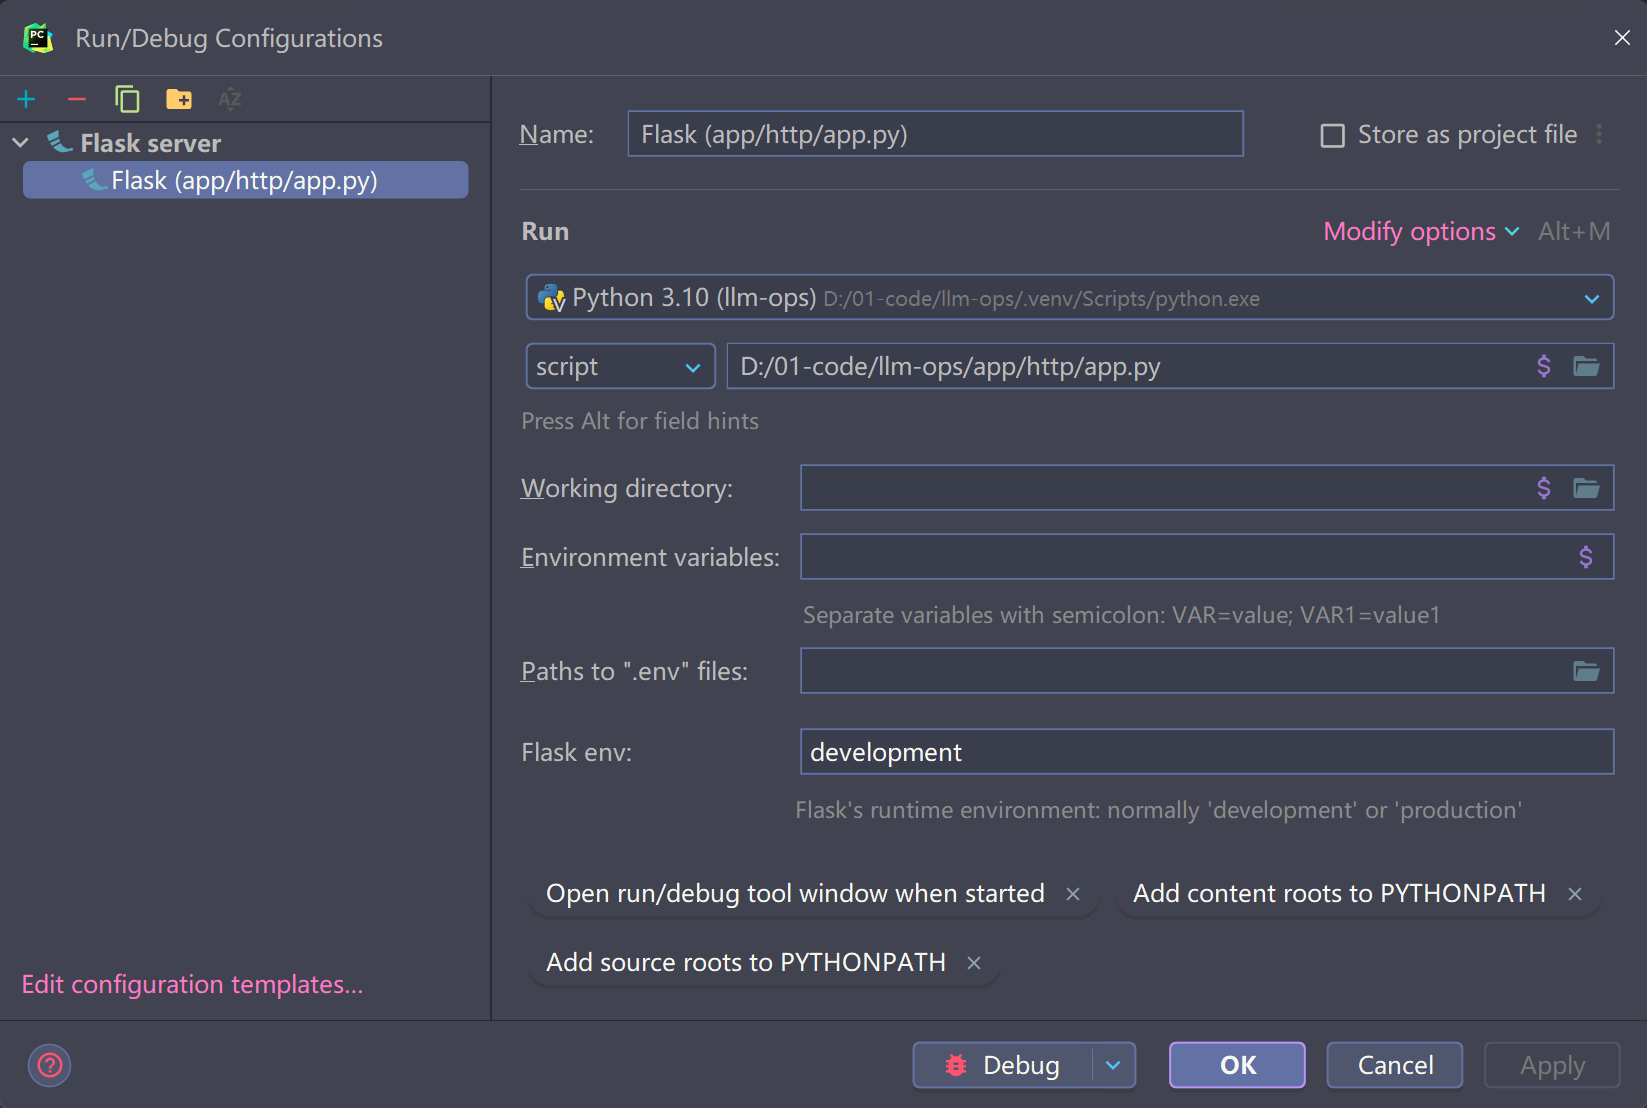 PC
Run/Debug Configurations
AZ
Flask server
Flask (app/http/app.py)
Edit configuration templates...
Name: Flask (app/http/app.py) Store as project file
Run Modify options Alt+M
Python 3.10 (llm-ops) D:/01-code/llm-ops/.venv/Scripts/python.exe
script D:/01-code/llm-ops/app/http/app.py $
Press Alt for field hints
Working directory: $
Environment variables: $
Separate variables with semicolon: VAR=value; VAR1=value1
Paths to ".env" files:
Flask env: development
Flask's runtime environment: normally 'development' or 'production'
Open run/debug tool window when started × Add content roots to PYTHONPATH ×
Add source roots to PYTHONPATH ×
? Debug OK Cancel Apply